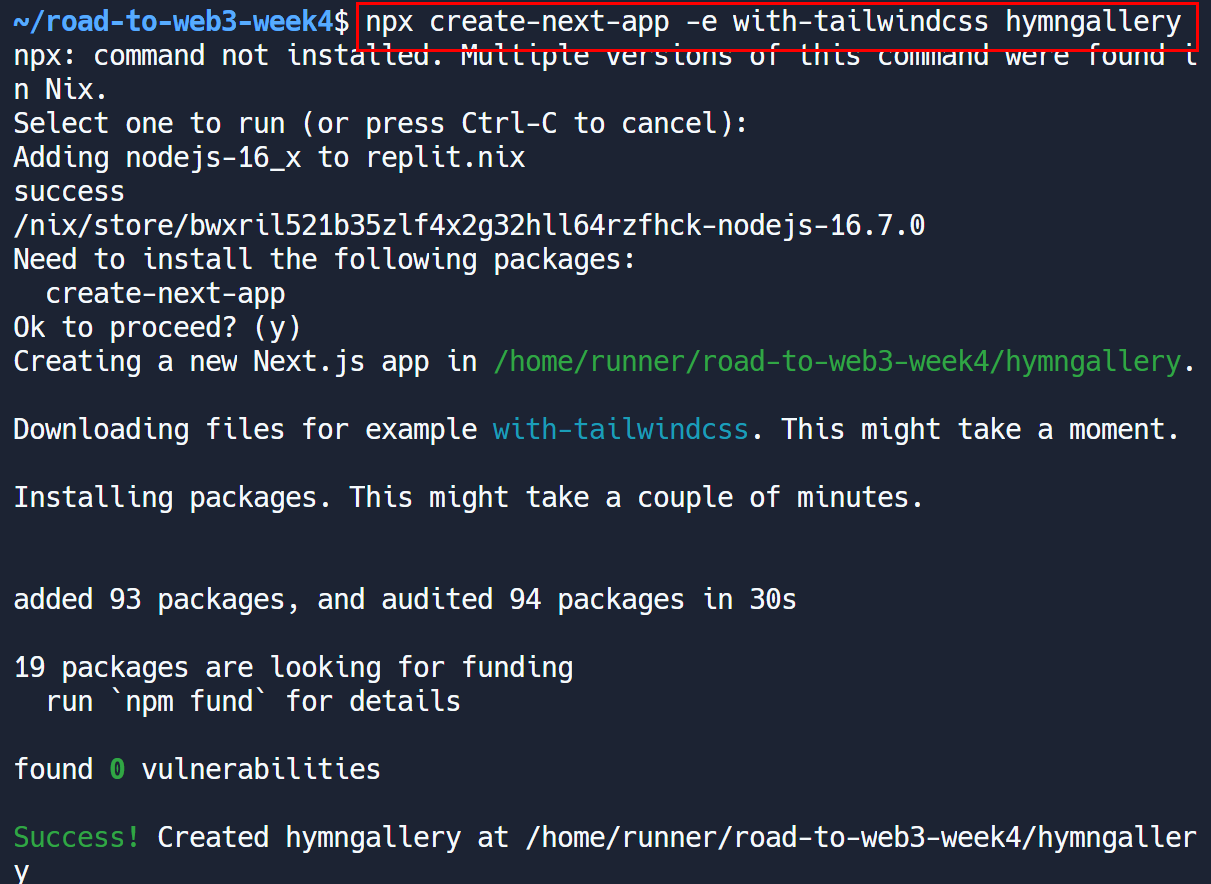 ~/road-to-web3-week4$ npx create-next-app -e with-tailwindcss hymngallery
npx: command not installed. Multiple versions of this command were found i
n Nix.
Select one to run (or press Ctrl-C to cancel):
Adding nodejs-16_x to replit.nix
success
/nix/store/bwxril521b35zlf4x2g32hll64rzfhck-nodejs-16.7.0
Need to install the following packages:
  create-next-app
Ok to proceed? (y)
Creating a new Next.js app in /home/runner/road-to-web3-week4/hymngallery.
Downloading files for example with-tailwindcss. This might take a moment.
Installing packages. This might take a couple of minutes.
added 93 packages, and audited 94 packages in 30s
19 packages are looking for funding
  run `npm fund` for details
found 0 vulnerabilities
Success! Created hymngallery at /home/runner/road-to-web3-week4/hymngaller
y